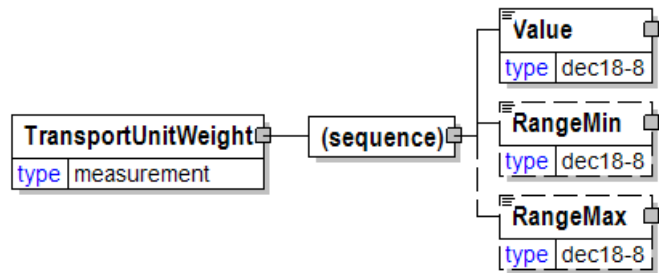 TransportUnitWeight
type measurement
(sequence)
Value
type dec18-8
RangeMin
type dec18-8
RangeMax
type dec18-8